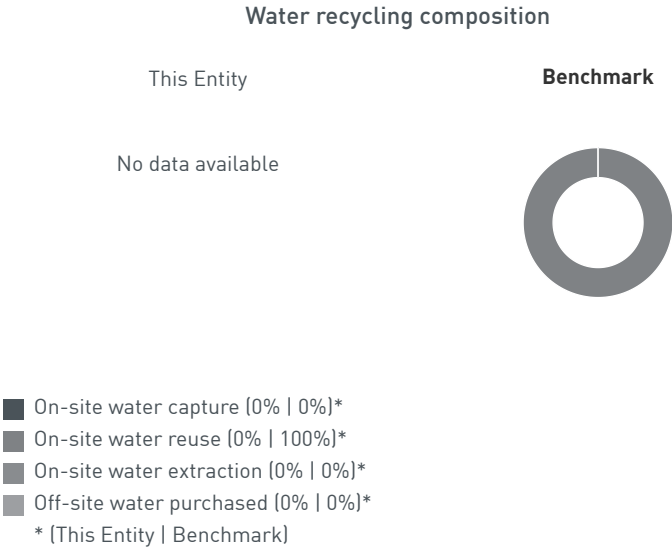 Water recycling composition
This Entity
Benchmark
No data available
On-site water capture (0% | 0%)*
On-site water reuse (0% | 100%)*
On-site water extraction (0% | 0%)*
Off-site water purchased (0% | 0%)*
* (This Entity | Benchmark)